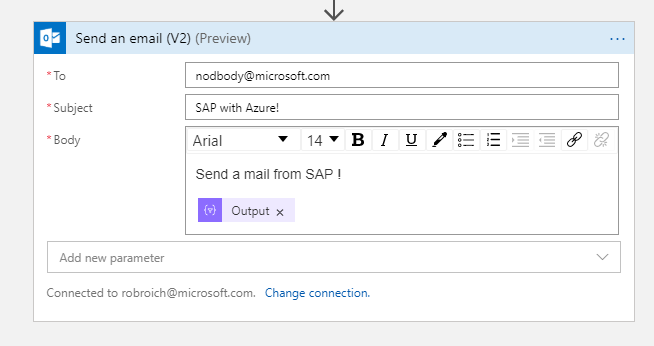 Send an email (V2) (Preview)
* To
nodbody@microsoft.com
* Subject
SAP with Azure!
* Body
Arial 14 B I U
Send a mail from SAP !
Output ×
Add new parameter
Connected to robroich@microsoft.com. Change connection.